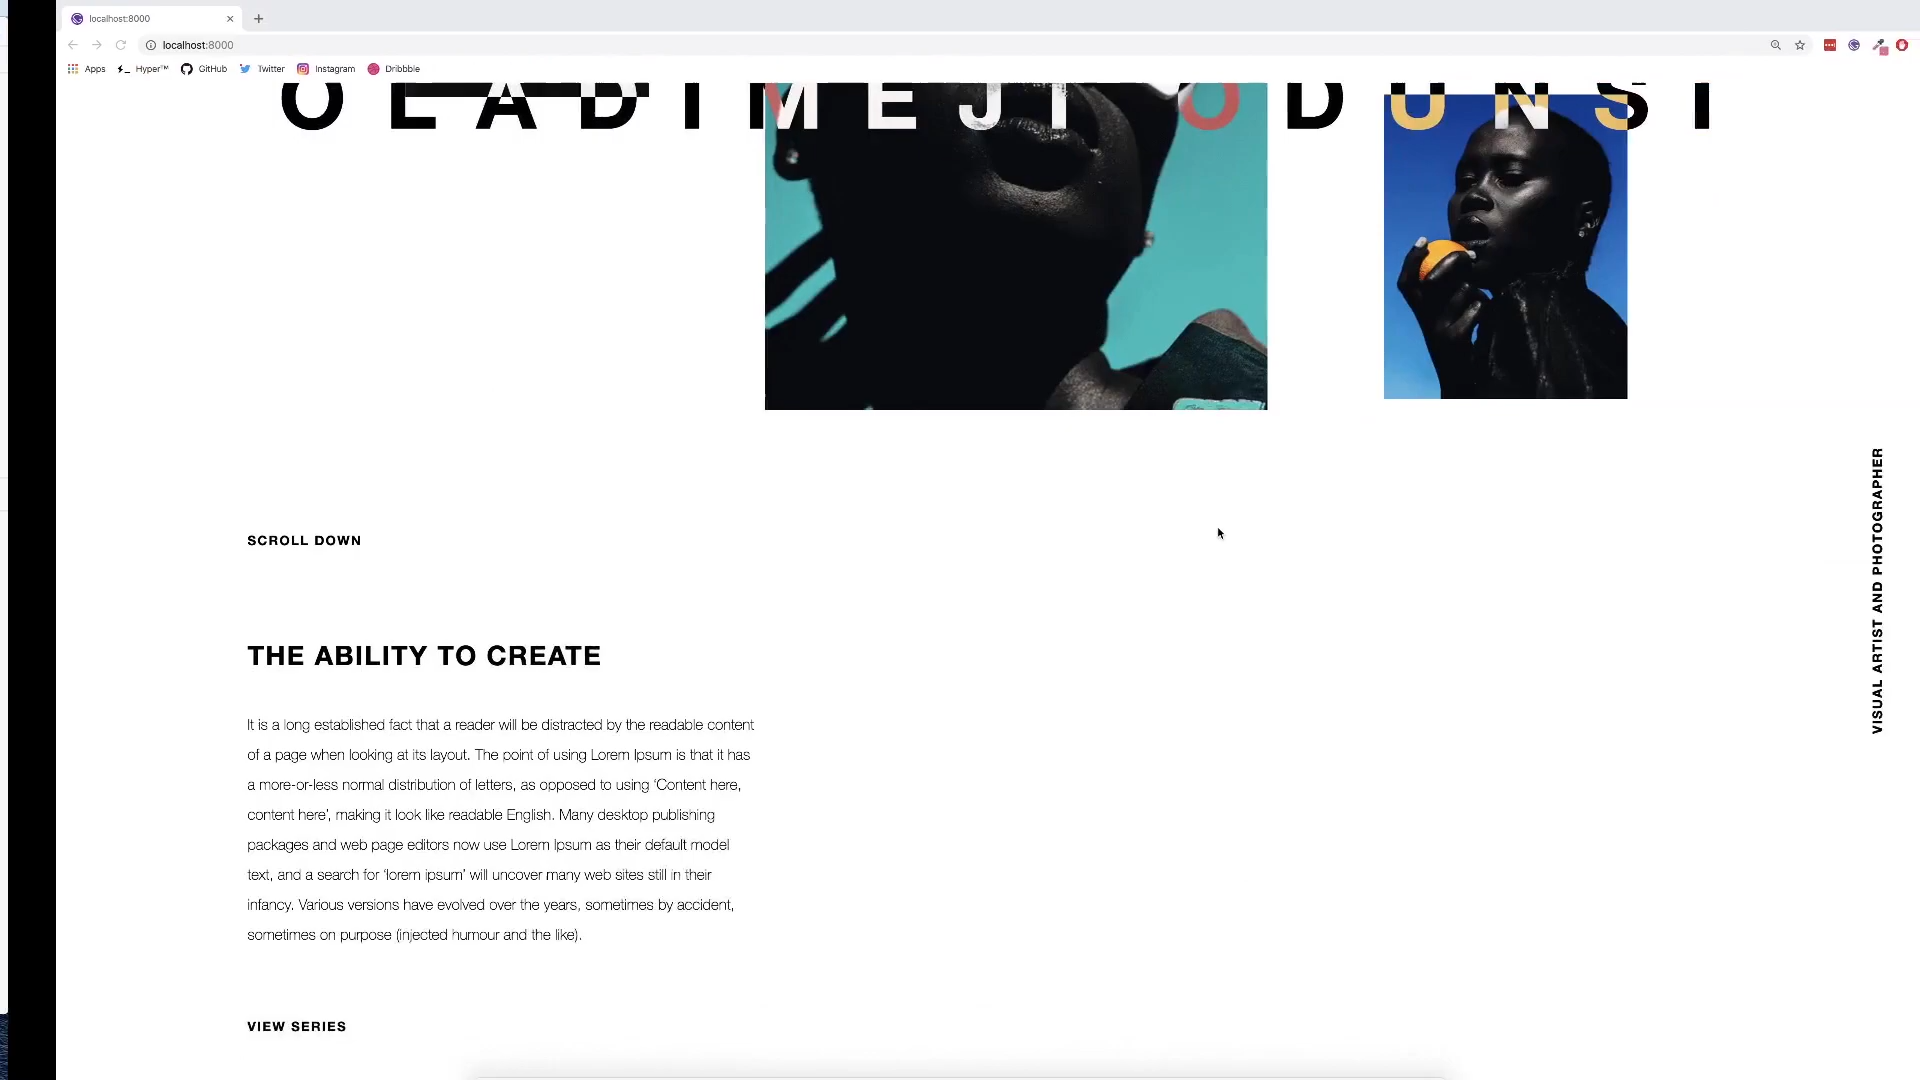 localhost:8000
localhost:8000
Apps Hyper™ GitHub Twitter Instagram Dribbble
OLADIMEJI ODUNSI
SCROLL DOWN
VISUAL ARTIST AND PHOTOGRAPHER
THE ABILITY TO CREATE
It is a long established fact that a reader will be distracted by the readable content
of a page when looking at its layout. The point of using Lorem Ipsum is that it has
a more-or-less normal distribution of letters, as opposed to using ‘Content here,
content here’, making it look like readable English. Many desktop publishing
packages and web page editors now use Lorem Ipsum as their default model
text, and a search for ‘lorem ipsum’ will uncover many web sites still in their
infancy. Various versions have evolved over the years, sometimes by accident,
sometimes on purpose (injected humour and the like).
VIEW SERIES